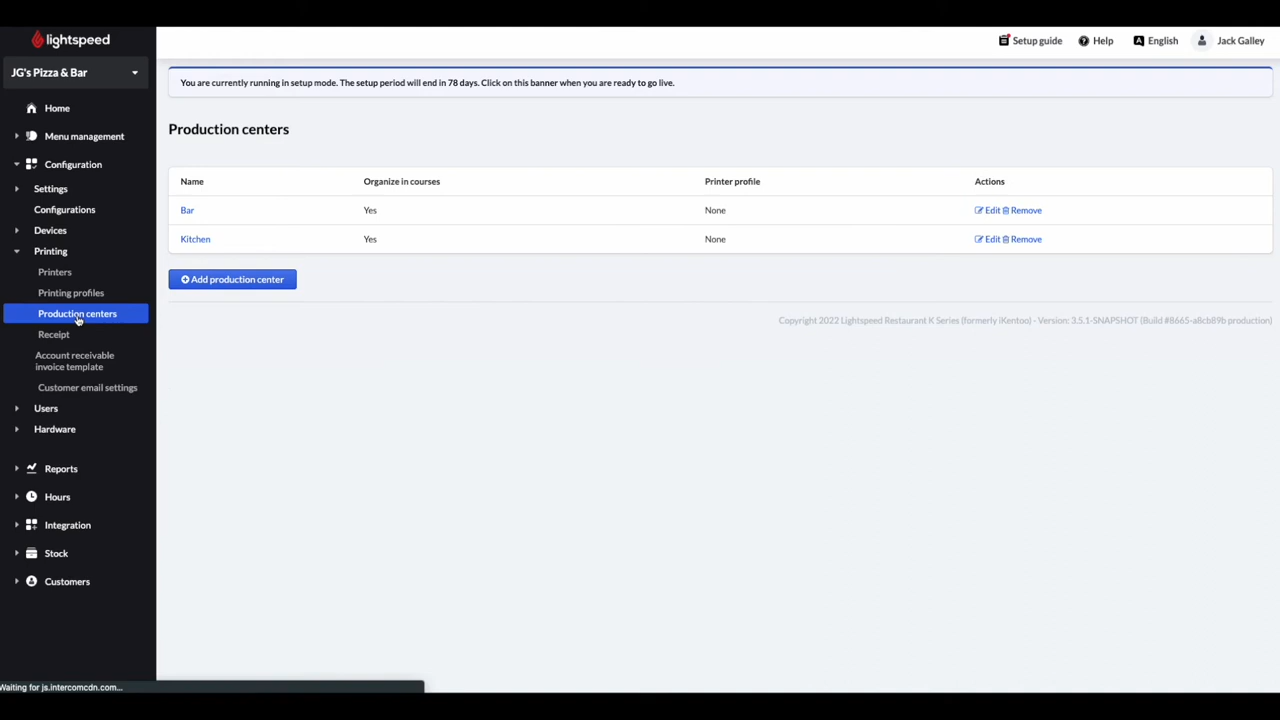 lightspeed
Setup guide
Help
English
Jack Galley
JG's Pizza & Bar
Home
Menu management
Configuration
Settings
Configurations
Devices
Printing
Printers
Printing profiles
Production centers
Receipt
Account receivable
invoice template
Customer email settings
Users
Hardware
Reports
Hours
Integration
Stock
Customers
You are currently running in setup mode. The setup period will end in 78 days. Click on this banner when you are ready to go live.
Production centers
Name Organize in courses Printer profile Actions
Bar Yes None Edit Remove
Kitchen Yes None Edit Remove
Add production center
Copyright 2022 Lightspeed Restaurant K Series (formerly iKentoo) - Version: 3.5.1-SNAPSHOT (Build #8665-a8cb89b production)
Waiting for js.intercomcdn.com...